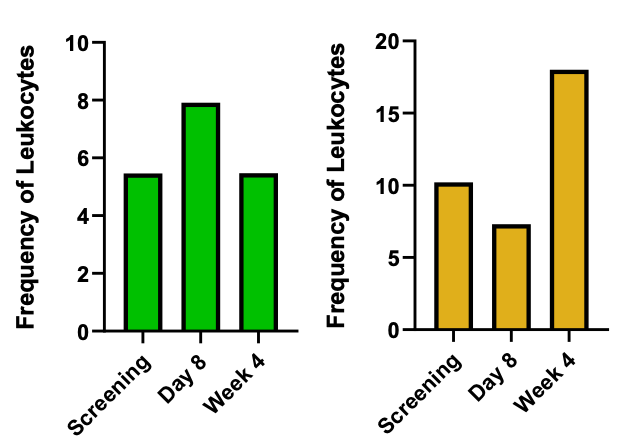 Frequency of Leukocytes
10
8
6
4
2
0
Screening
Day 8
Week 4
Frequency of Leukocytes
20
15
10
5
0
Screening
Day 8
Week 4